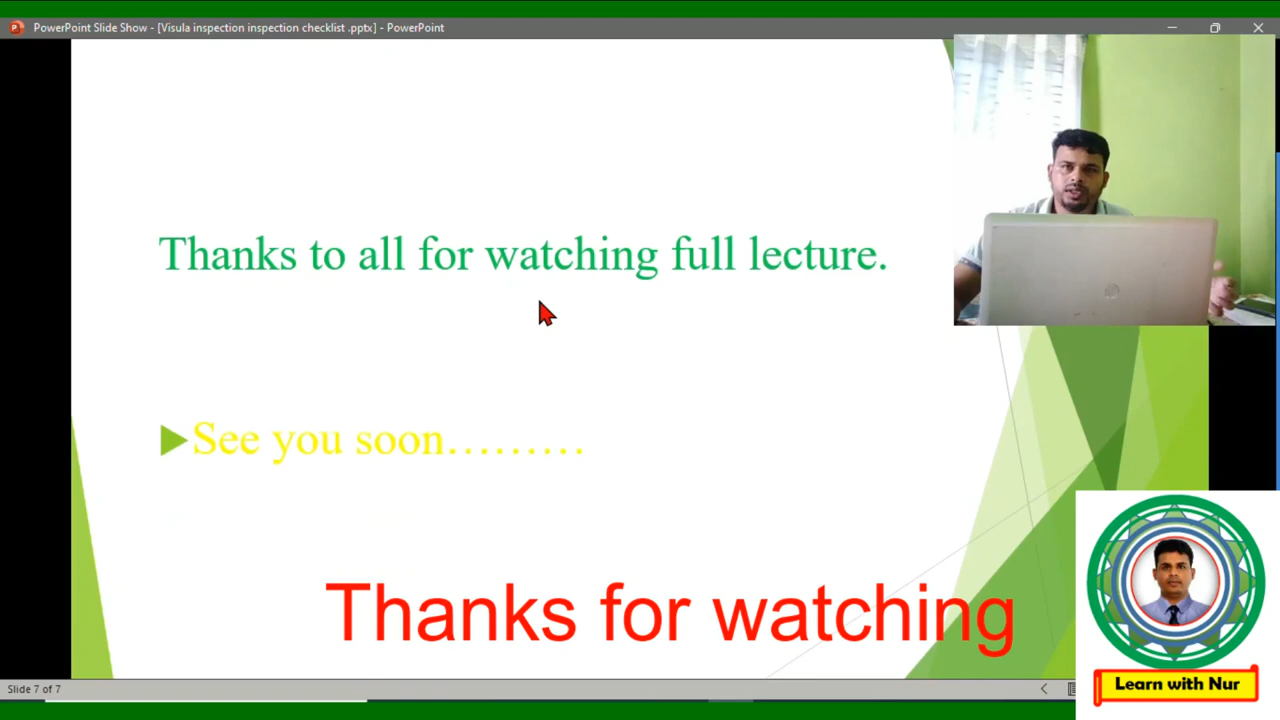 PowerPoint Slide Show - [Visula inspection inspection checklist .pptx] - PowerPoint
Thanks to all for watching full lecture.
See you soon………
Thanks for watching
Learn with Nur
Slide 7 of 7